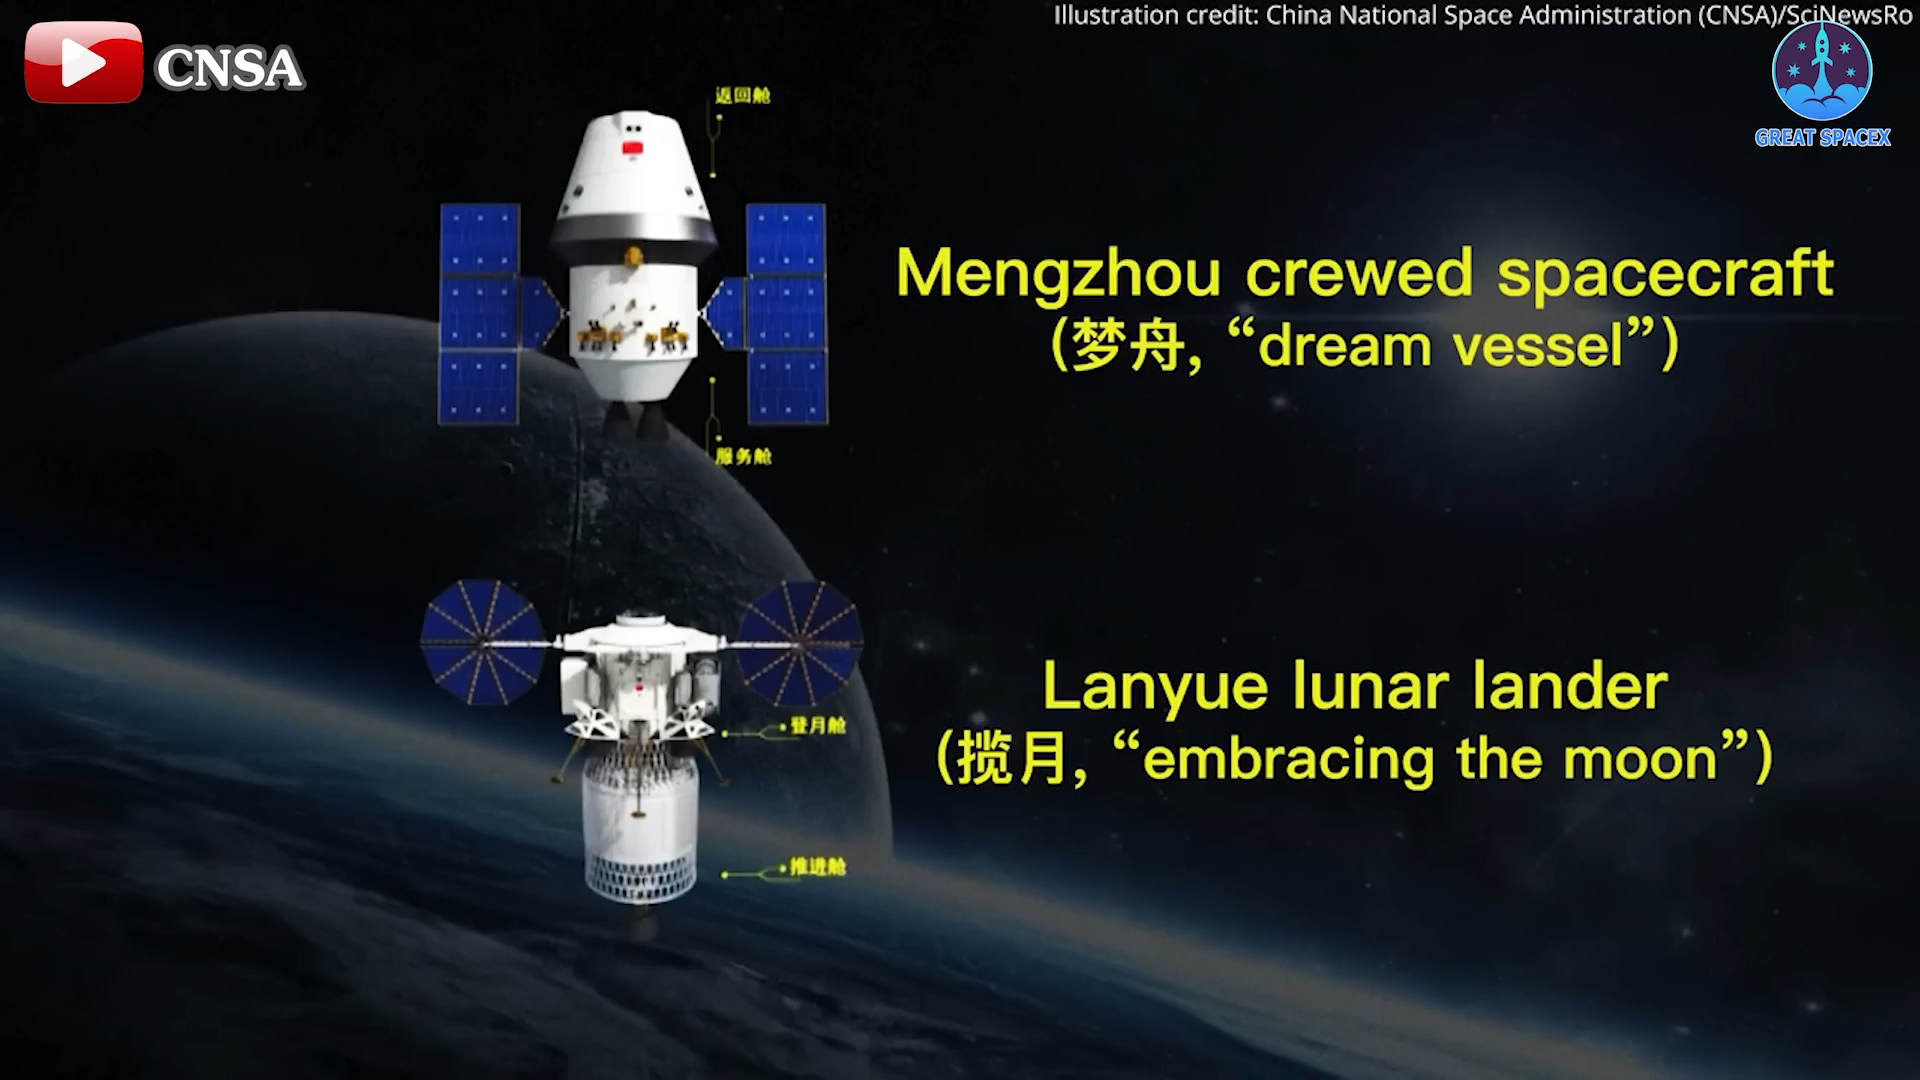 Illustration credit: China National Space Administration (CNSA)/SciNewsRo
CNSA
GREAT SPACEX
返回舱
Mengzhou crewed spacecraft
(梦舟, “dream vessel”)
服务舱
Lanyue lunar lander
(揽月, “embracing the moon”)
登月舱
推进舱